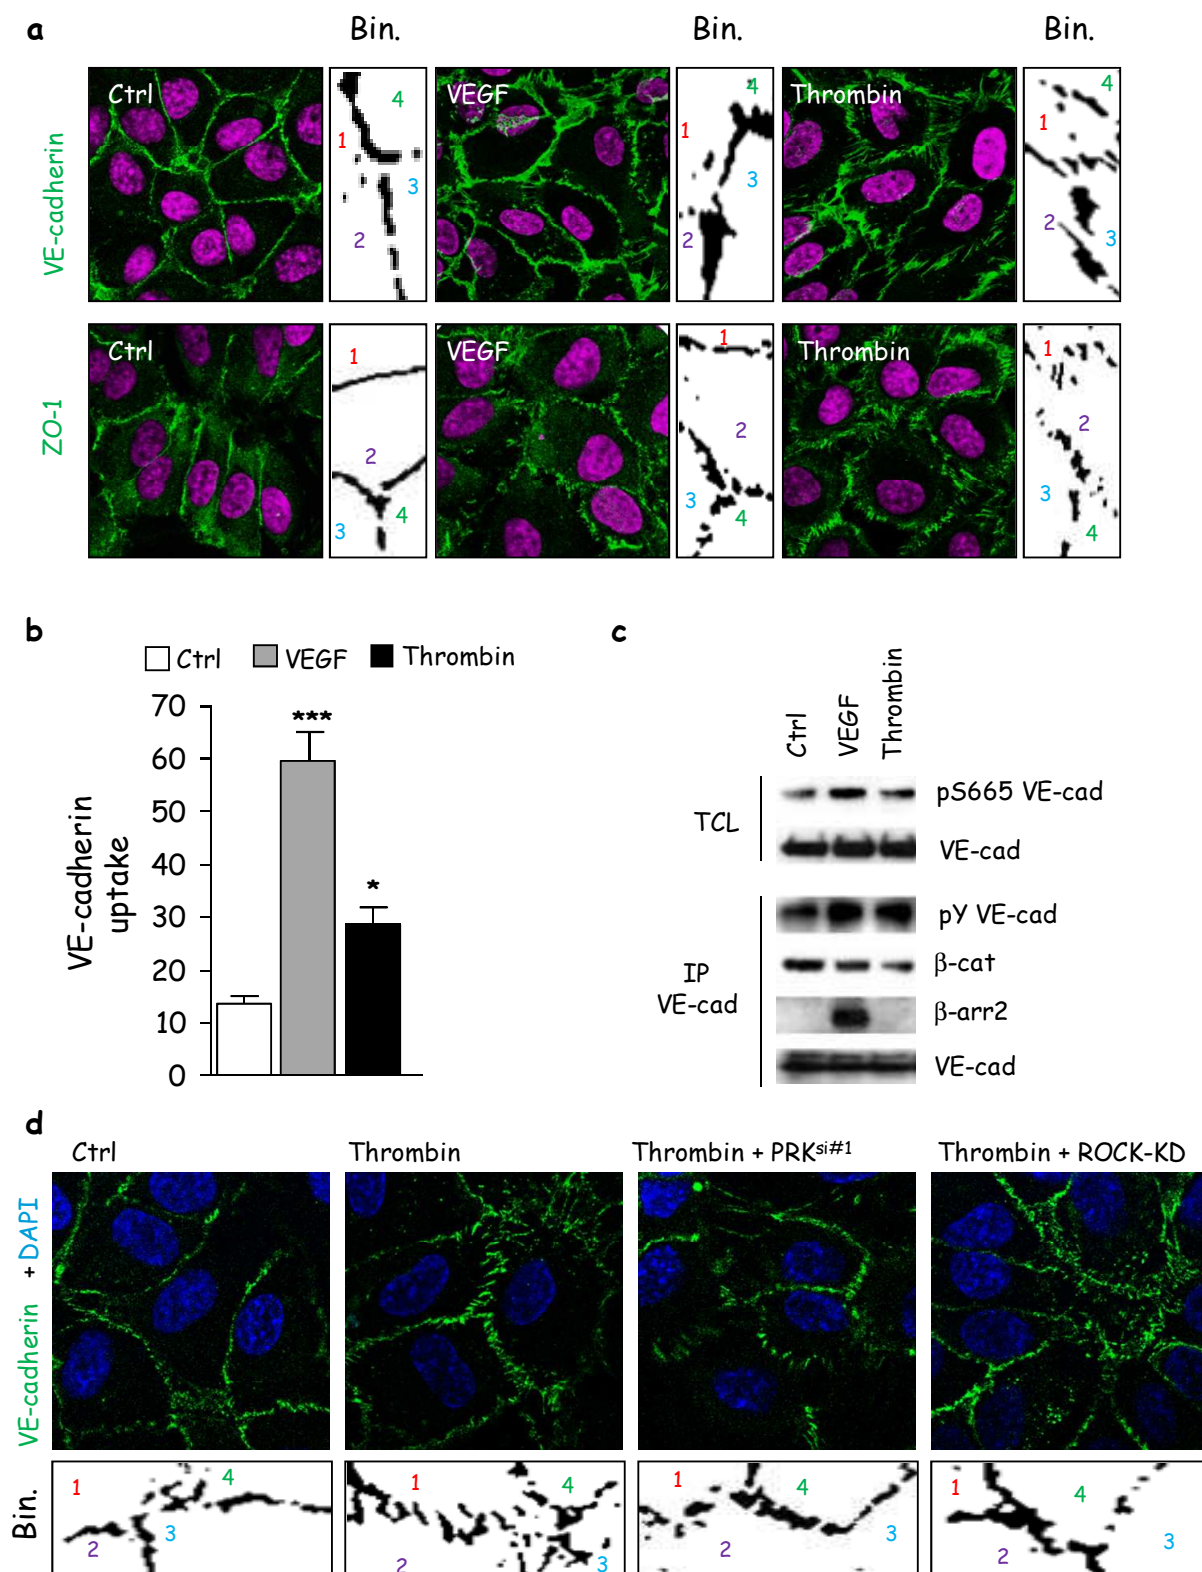 a
Bin. Bin. Bin.
VE-cadherin
Ctrl
1 4 3 2
VEGF
4 1 3 2
Thrombin
4 1 2 3
ZO-1
Ctrl
1 2 3 4
VEGF
1 2 3 4
Thrombin
1 2 3 4
b
Ctrl VEGF Thrombin
VE-cadherin
uptake
70
60
50
40
30
20
10
0
***
*
c
Ctrl
VEGF
Thrombin
TCL
pS665 VE-cad
VE-cad
IP
VE-cad
pY VE-cad
β-cat
β-arr2
VE-cad
d
Ctrl Thrombin Thrombin + PRKsi#1 Thrombin + ROCK-KD
VE-cadherin + DAPI
Bin.
1 4 3 2
1 4 3 2
1 4 3 2
1 4 3 2